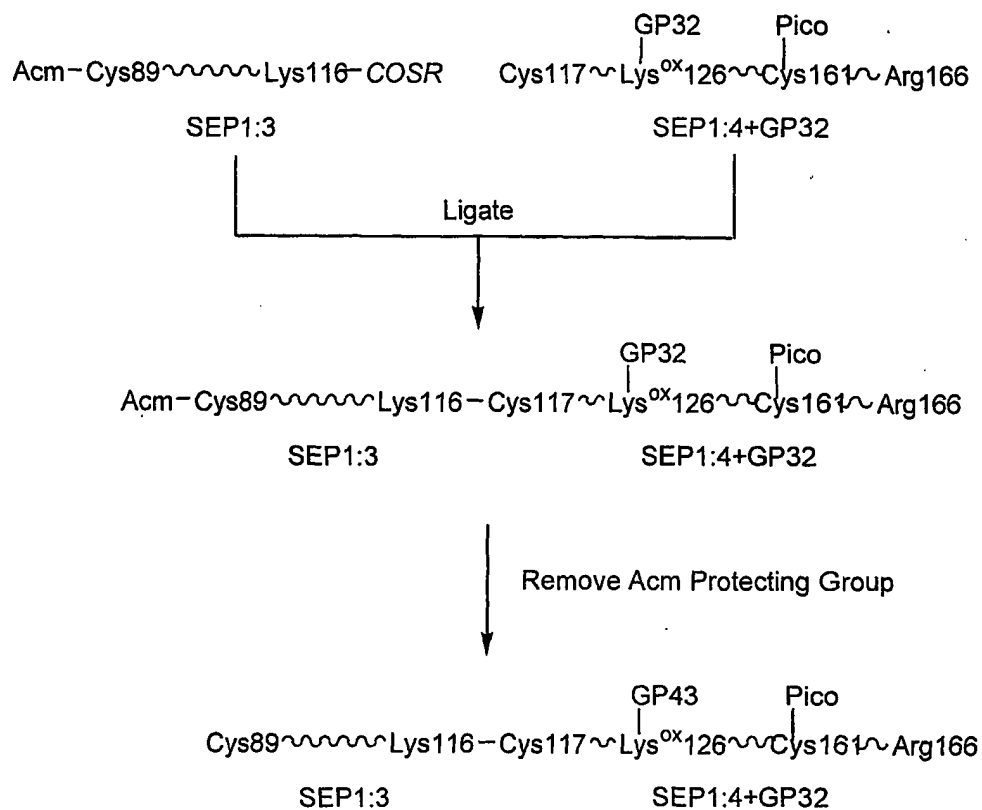 GP32 Pico
Acm–Cys89~~~~Lys116–COSR Cys117~Lys^ox126~~Cys161~Arg166
SEP1:3 SEP1:4+GP32
Ligate
GP32 Pico
Acm–Cys89~~~~Lys116–Cys117~Lys^ox126~~Cys161~Arg166
SEP1:3 SEP1:4+GP32
Remove Acm Protecting Group
GP43 Pico
Cys89~~~~Lys116–Cys117~Lys^ox126~~Cys161~Arg166
SEP1:3 SEP1:4+GP32